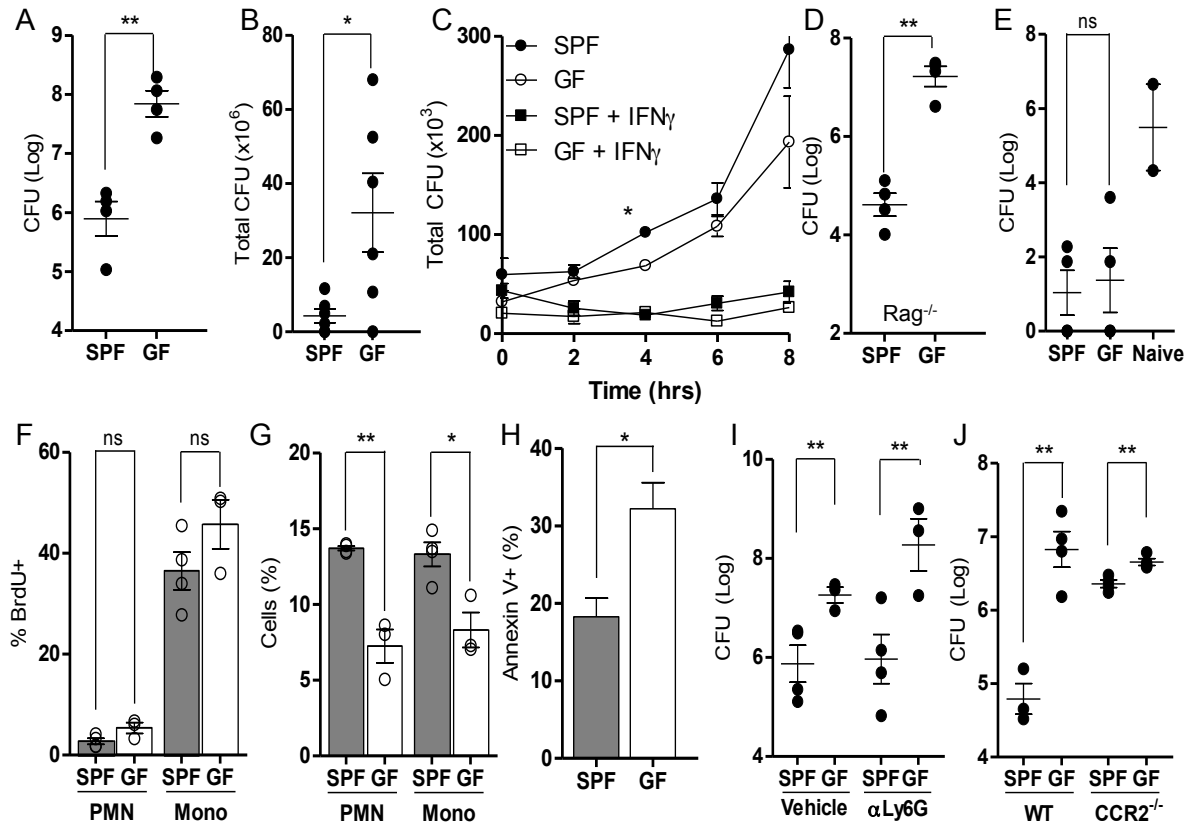 A
**
CFU (Log)
9
8
7
6
5
4
SPF GF
B
*
Total CFU (x10⁶)
80
60
40
20
0
SPF GF
C
Total CFU (x10³)
300
200
100
0
SPF
GF
SPF + IFNγ
GF + IFNγ
*
0 2 4 6 8
Time (hrs)
D
**
CFU (Log)
8
6
4
2
Rag-/-
SPF GF
E
ns
CFU (Log)
8
6
4
2
0
SPF GF Naive
F
ns ns
% BrdU+
60
40
20
0
SPF GF SPF GF
PMN Mono
G
** *
Cells (%)
20
15
10
5
0
SPF GF SPF GF
PMN Mono
H
*
Annexin V+ (%)
40
30
20
10
0
SPF GF
I
** **
CFU (Log)
10
8
6
4
SPF GF SPF GF
Vehicle αLy6G
J
** **
CFU (Log)
8
7
6
5
4
SPF GF SPF GF
WT CCR2-/-